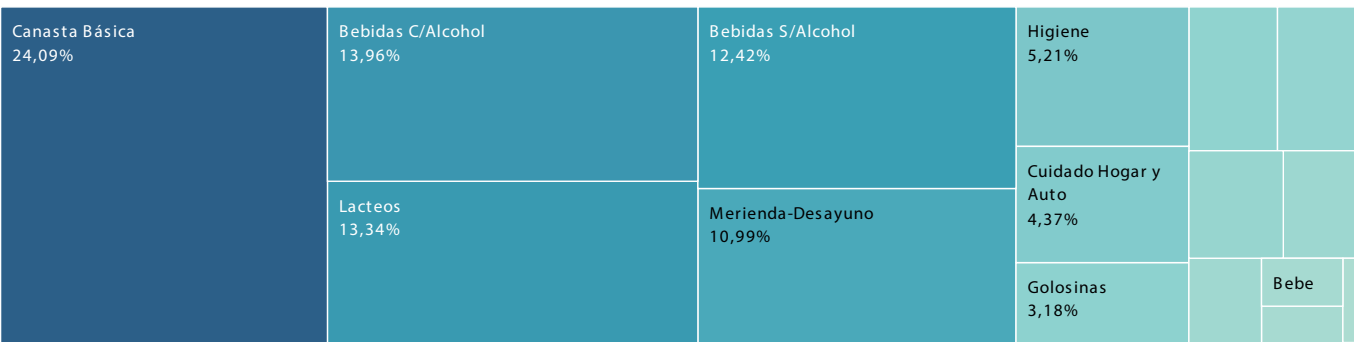 Canasta Básica
24,09%
Bebidas C/Alcohol
13,96%
Lacteos
13,34%
Bebidas S/Alcohol
12,42%
Merienda-Desayuno
10,99%
Higiene
5,21%
Cuidado Hogar y
Auto
4,37%
Golosinas
3,18%
Bebe